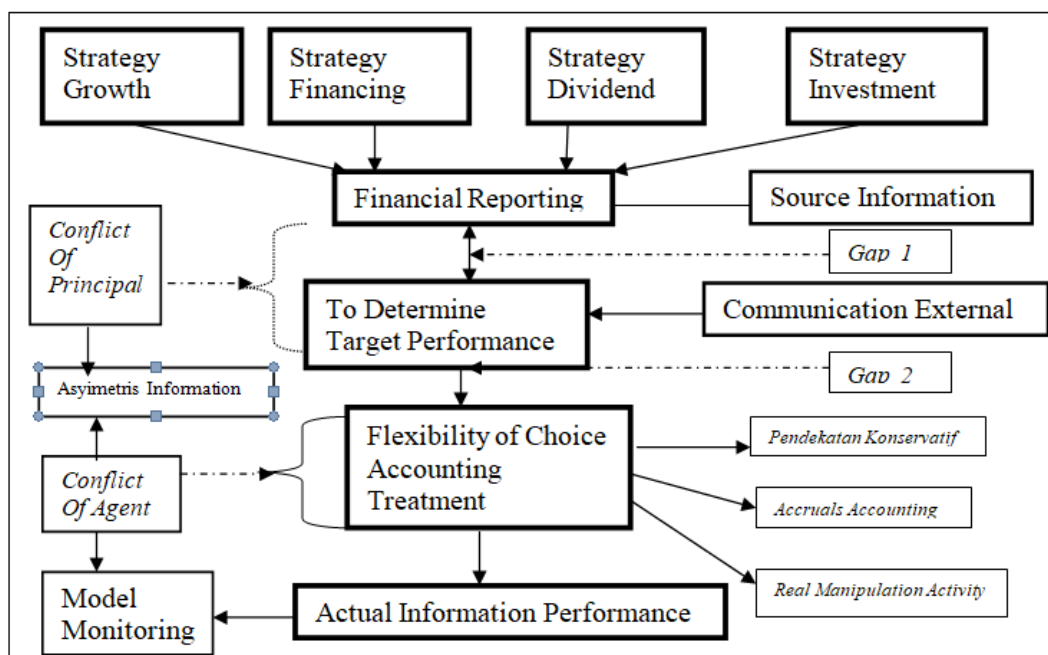 Strategy
Growth
Strategy
Financing
Strategy
Dividend
Strategy
Investment
Financial Reporting
Source Information
Conflict
Of
Principal
Gap 1
To Determine
Target Performance
Communication External
Asyimetris Information
Gap 2
Flexibility of Choice
Accounting
Treatment
Pendekatan Konservatif
Conflict
Of Agent
Accruals Accounting
Real Manipulation Activity
Model
Monitoring
Actual Information Performance